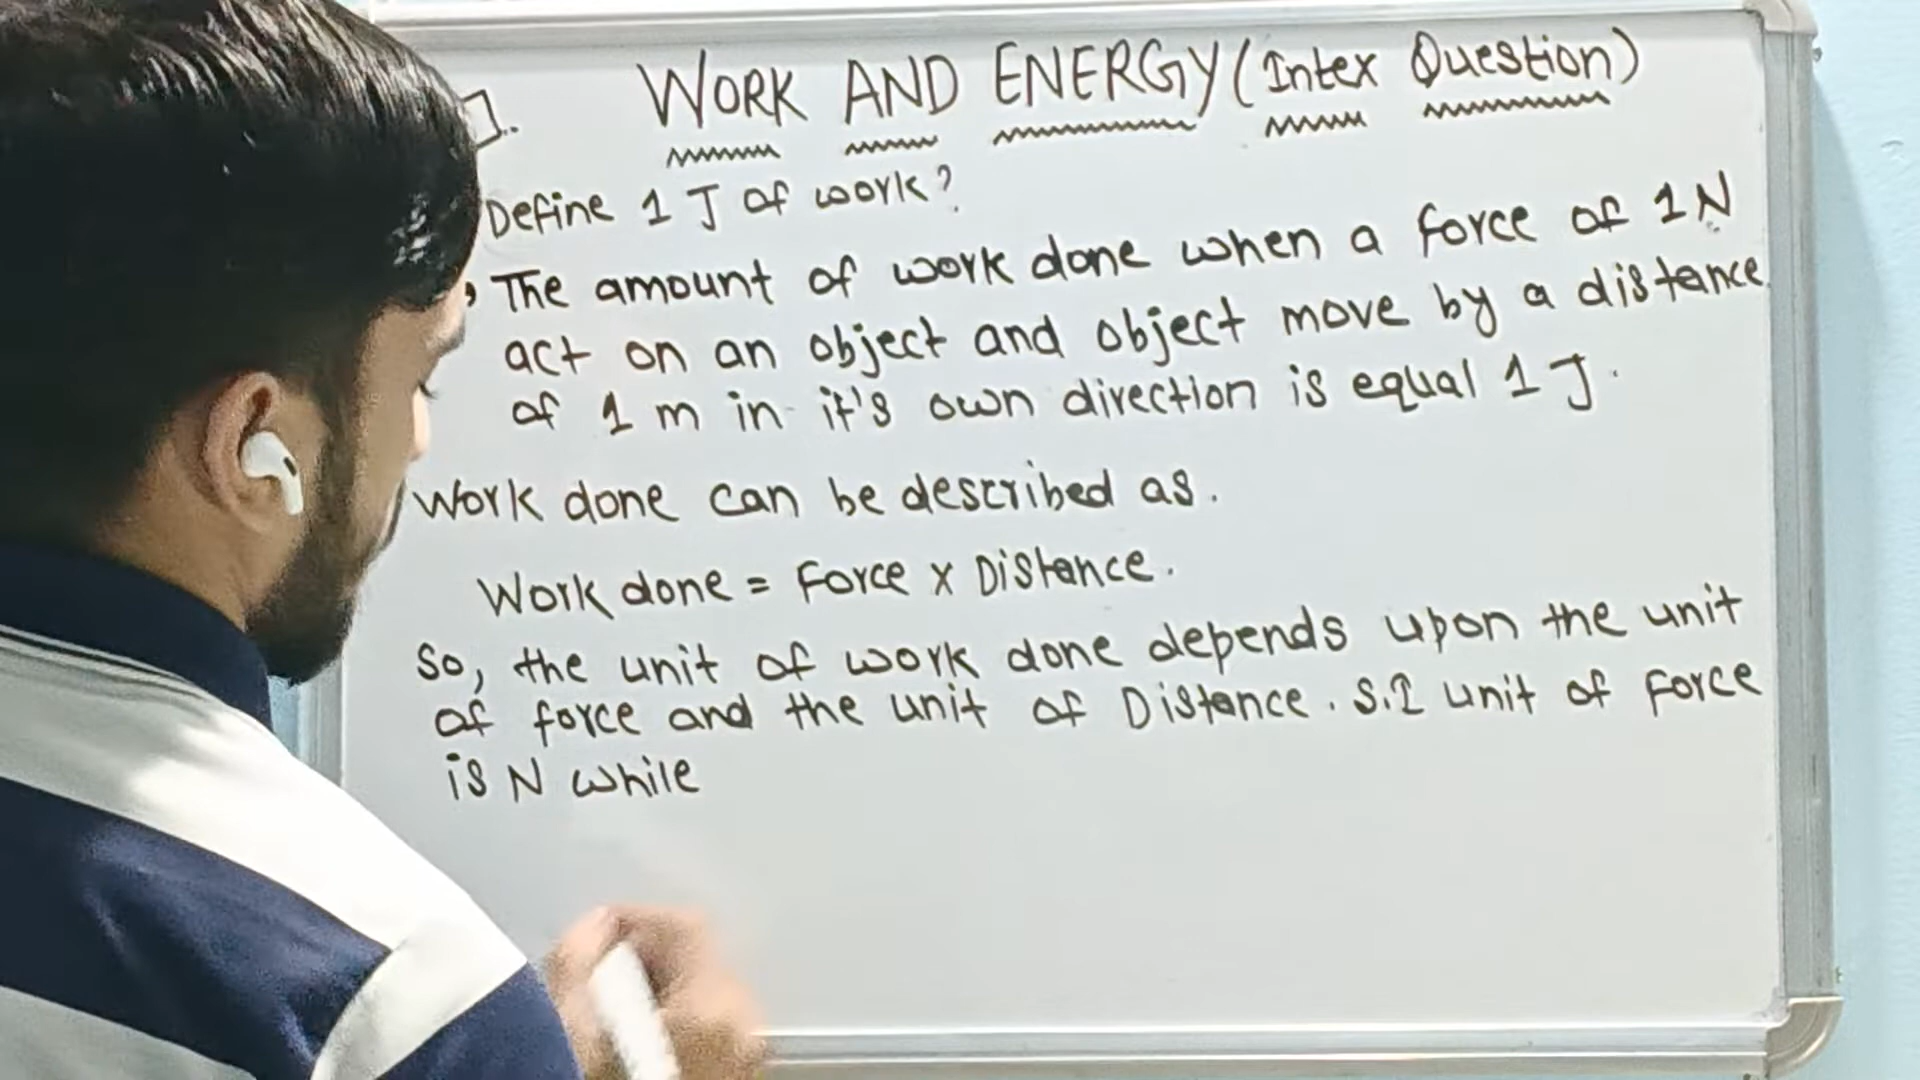 WORK AND ENERGY (Intex Question)
Define 1 J of work?
The amount of work done when a force of 1 N
act on an object and object move by a distance
of 1 m in it's own direction is equal 1 J.
Work done can be described as.
Work done = Force x Distance.
So, the unit of work done depends upon the unit
of force and the unit of Distance. S.I unit of Force
is N while